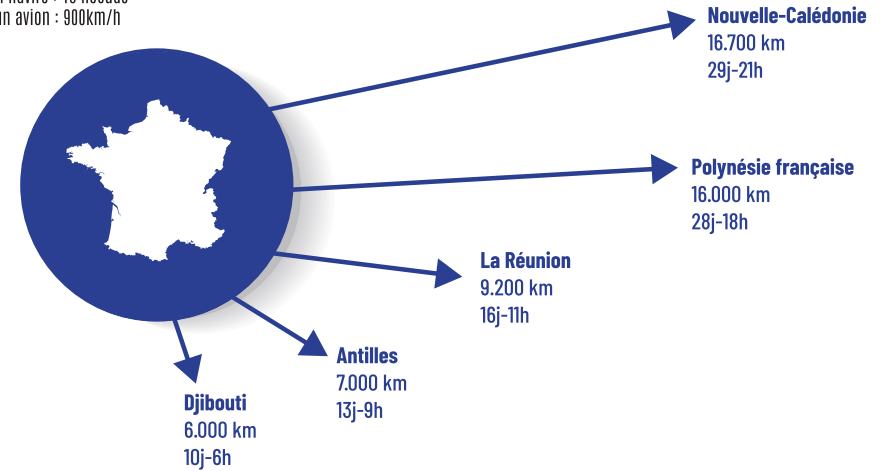 un avion : 900km/h
Nouvelle-Calédonie
16.700 km
29j-21h
Polynésie française
16.000 km
28j-18h
La Réunion
9.200 km
16j-11h
Antilles
7.000 km
13j-9h
Djibouti
6.000 km
10j-6h